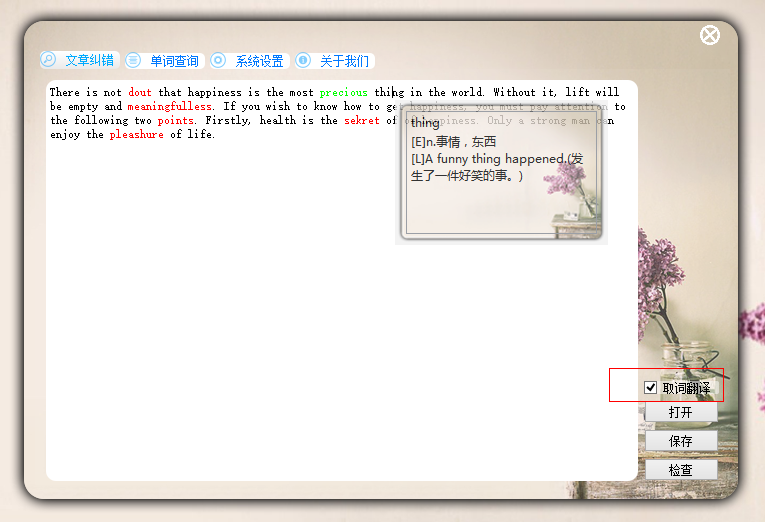 文章纠错 单词查询 系统设置 关于我们
There is not dout that happiness is the most precious thing in the world. Without it, lift will
be empty and meaningfulless. If you wish to know how to get happiness, you must pay attention to
the following two points. Firstly, health is the sekret of of happiness. Only a strong man can
enjoy the pleashure of life.
thing
[E]n.事情，东西
[L]A funny thing happened.(发
生了一件好笑的事。)
取词翻译
打开
保存
检查